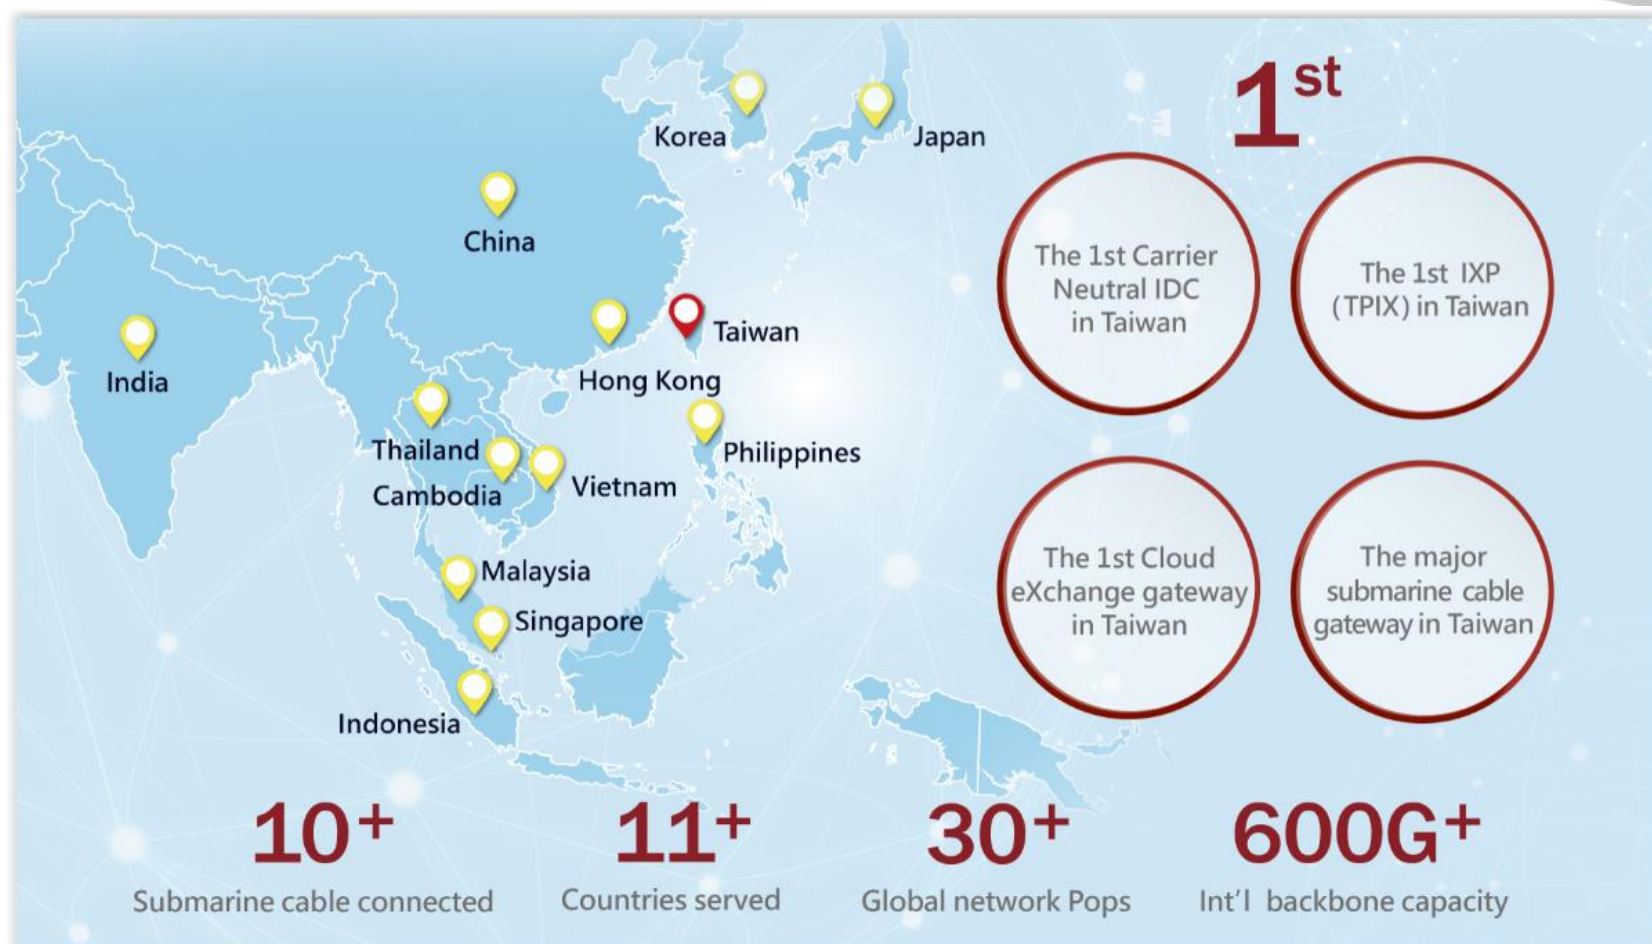 Korea
Japan
China
Taiwan
India
Hong Kong
Thailand
Philippines
Cambodia
Vietnam
Malaysia
Singapore
Indonesia
1st
The 1st Carrier
Neutral IDC
in Taiwan
The 1st IXP
(TPIX) in Taiwan
The 1st Cloud
eXchange gateway
in Taiwan
The major
submarine cable
gateway in Taiwan
10+
Submarine cable connected
11+
Countries served
30+
Global network Pops
600G+
Int'l backbone capacity